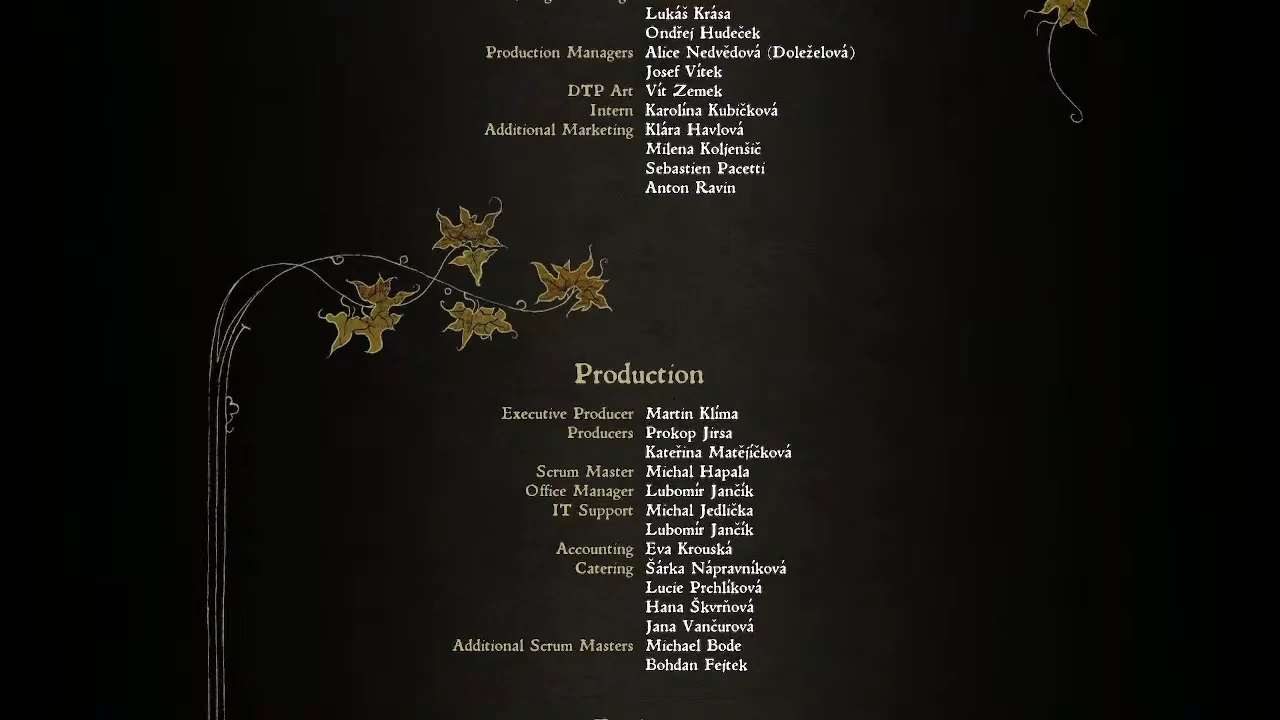 Lukáš Krása
Ondřej Hudeček
Production Managers Alice Nedvědová (Doleželová)
Josef Vítek
DTP Art Vít Zemek
Intern Karolína Kubičková
Additional Marketing Klára Havlová
Milena Koljenšič
Sebastien Pacetti
Anton Ravin
Production
Executive Producer Martin Klíma
Producers Prokop Jirsa
Kateřina Matějíčková
Scrum Master Michal Hapala
Office Manager Lubomír Jančík
IT Support Michal Jedlička
Lubomír Jančík
Accounting Eva Krouská
Catering Šárka Nápravníková
Lucie Prchlíková
Hana Škvrňová
Jana Vančurová
Additional Scrum Masters Michael Bode
Bohdan Fejtek